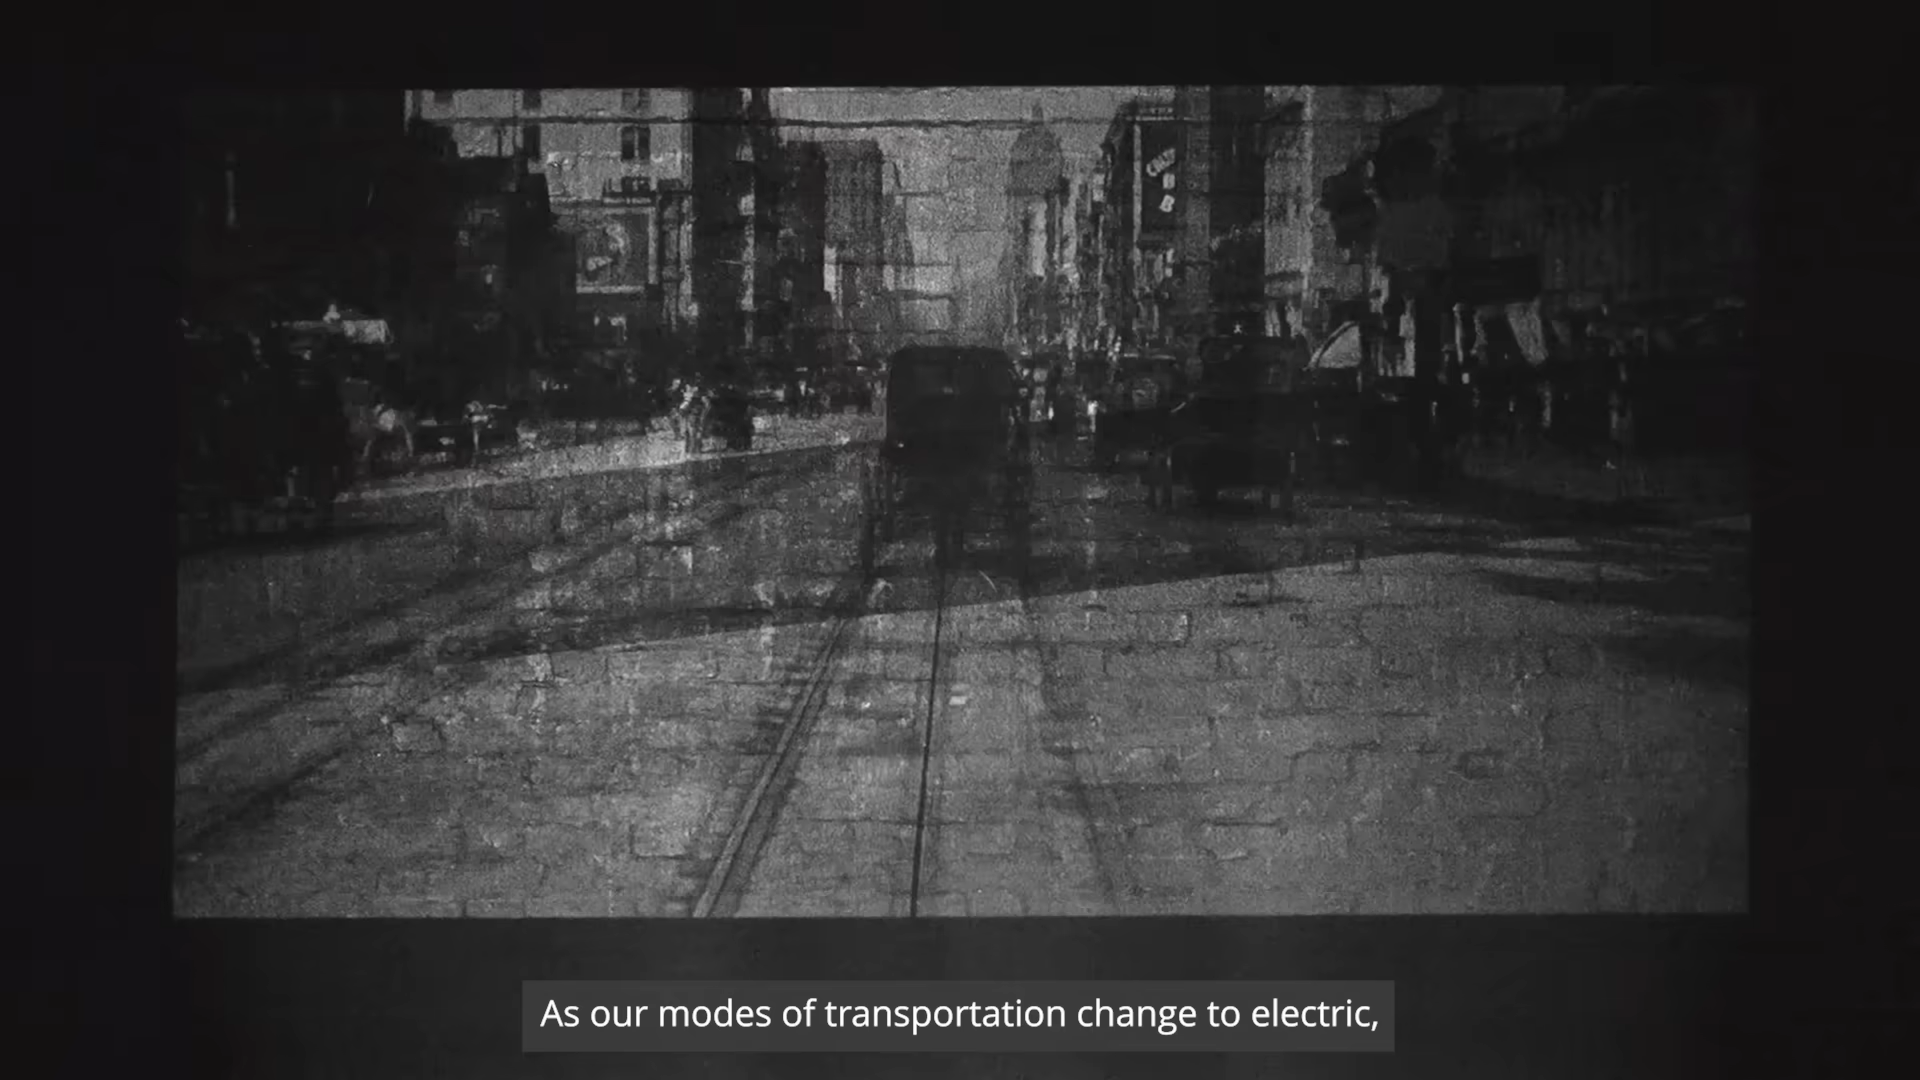 As our modes of transportation change to electric,